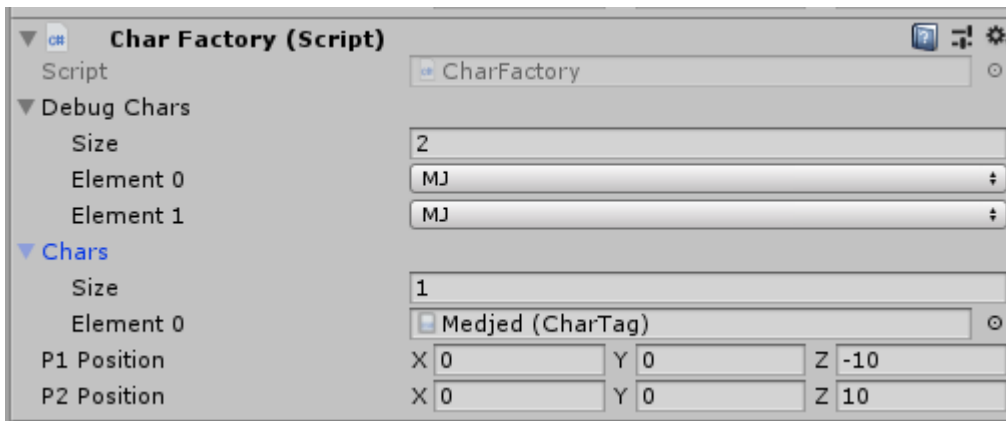 c# Char Factory (Script)
Script c# CharFactory
Debug Chars
Size 2
Element 0 MJ
Element 1 MJ
Chars
Size 1
Element 0 Medjed (CharTag)
P1 Position X 0 Y 0 Z -10
P2 Position X 0 Y 0 Z 10